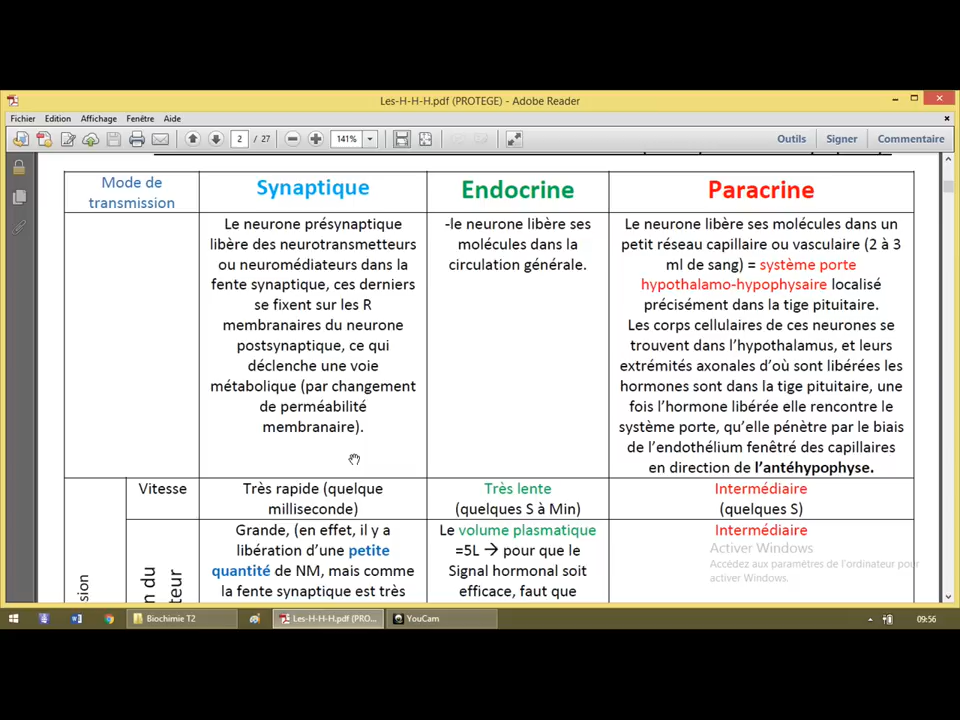 Les-H-H-H.pdf (PROTEGE) - Adobe Reader
Fichier Edition Affichage Fenêtre Aide
2 / 27 141% Outils Signer Commentaire
Mode de
transmission
Synaptique
Endocrine
Paracrine
Le neurone présynaptique
libère des neurotransmetteurs
ou neuromédiateurs dans la
fente synaptique, ces derniers
se fixent sur les R
membranaires du neurone
postsynaptique, ce qui
déclenche une voie
métabolique (par changement
de perméabilité
membranaire).
-le neurone libère ses
molécules dans la
circulation générale.
Le neurone libère ses molécules dans un
petit réseau capillaire ou vasculaire (2 à 3
ml de sang) = système porte
hypothalamo-hypophysaire localisé
précisément dans la tige pituitaire.
Les corps cellulaires de ces neurones se
trouvent dans l'hypothalamus, et leurs
extrémités axonales d'où sont libérées les
hormones sont dans la tige pituitaire, une
fois l'hormone libérée elle rencontre le
système porte, qu'elle pénètre par le biais
de l'endothélium fenêtré des capillaires
en direction de l'antéhypophyse.
Vitesse
Très rapide (quelque
milliseconde)
Très lente
(quelques S à Min)
Intermédiaire
(quelques S)
sion
n du
teur
Grande, (en effet, il y a
libération d'une petite
quantité de NM, mais comme
la fente synaptique est très
Le volume plasmatique
=5L → pour que le
Signal hormonal soit
efficace, faut que
Intermédiaire
Activer Windows
Accédez aux paramètres de l'ordinateur pour
activer Windows.
Biochimie T2
Les-H-H-H.pdf (PRO...
YouCam
09:56